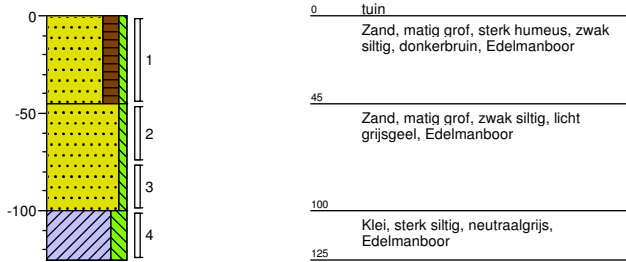 0
-50
-100
1
2
3
4
0 tuin
Zand, matig grof, sterk humeus, zwak
siltig, donkerbruin, Edelmanboor
45
Zand, matig grof, zwak siltig, licht
grijsgeel, Edelmanboor
100
Klei, sterk siltig, neutraalgrijs,
Edelmanboor
125